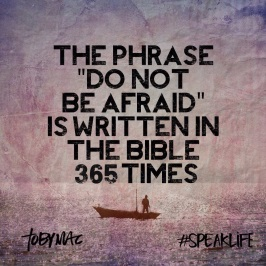 THE PHRASE
"DO NOT
BE AFRAID"
IS WRITTEN IN
THE BIBLE
365 TIMES
TOBYMAC
#SPEAKLIFE